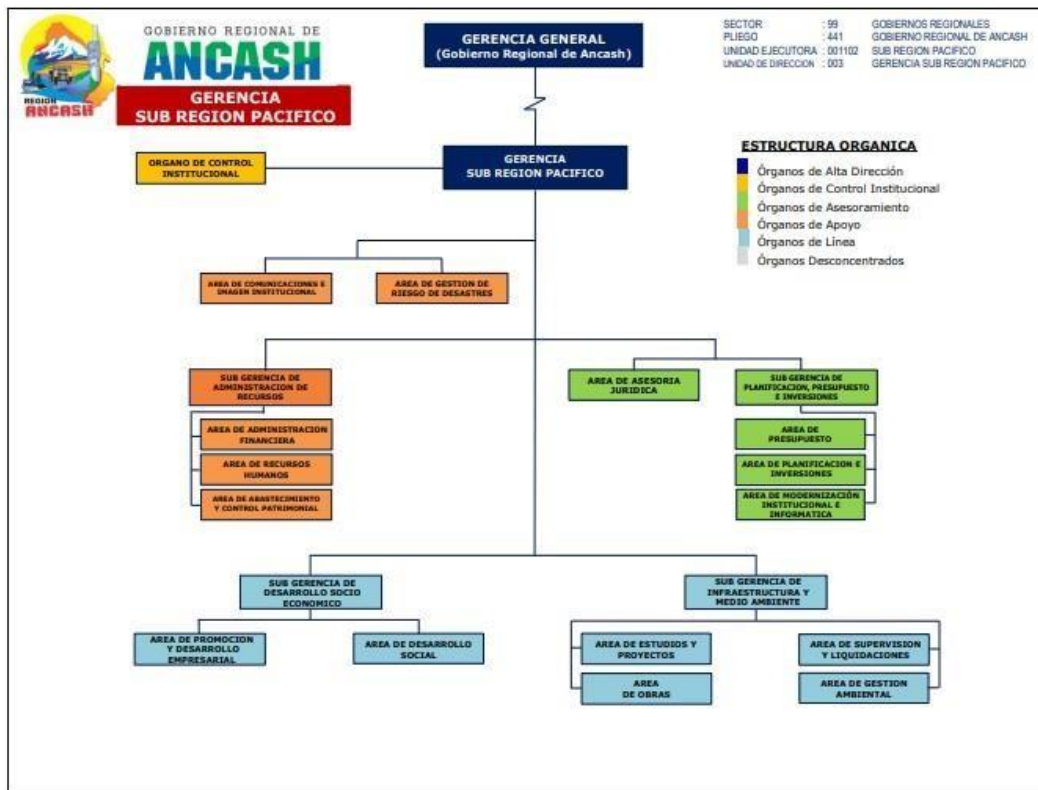 GOBIERNO REGIONAL DE
ANCASH
GERENCIA
SUB REGION PACIFICO
REGION
ANCASH
GERENCIA GENERAL
(Gobierno Regional de Ancash)
SECTOR : 99 GOBIERNOS REGIONALES
PLIEGO : 441 GOBIERNO REGIONAL DE ANCASH
UNIDAD EJECUTORA : 001102 SUB REGION PACIFICO
UNIDAD DE DIRECCION : 003 GERENCIA SUB REGION PACIFICO
ORGANO DE CONTROL
INSTITUCIONAL
GERENCIA
SUB REGION PACIFICO
ESTRUCTURA ORGANICA
Órganos de Alta Dirección
Órganos de Control Institucional
Órganos de Asesoramiento
Órganos de Apoyo
Órganos de Línea
Órganos Desconcentrados
AREA DE COMUNICACIONES E
IMAGEN INSTITUCIONAL
AREA DE GESTION DE
RIESGO DE DESASTRES
SUB GERENCIA DE
ADMINISTRACION DE
RECURSOS
AREA DE ADMINISTRACION
FINANCIERA
AREA DE RECURSOS
HUMANOS
AREA DE ABASTECIMIENTO
Y CONTROL PATRIMONIAL
AREA DE ASESORIA
JURIDICA
SUB GERENCIA DE
PLANIFICACION, PRESUPUESTO
E INVERSIONES
AREA DE
PRESUPUESTO
AREA DE PLANIFICACION E
INVERSIONES
AREA DE MODERNIZACIÓN
INSTITUCIONAL E
INFORMATICA
SUB GERENCIA DE
DESARROLLO SOCIO
ECONOMICO
AREA DE PROMOCION
Y DESARROLLO
EMPRESARIAL
AREA DE DESARROLLO
SOCIAL
SUB GERENCIA DE
INFRAESTRUCTURA Y
MEDIO AMBIENTE
AREA DE ESTUDIOS Y
PROYECTOS
AREA
DE OBRAS
AREA DE SUPERVISION
Y LIQUIDACIONES
AREA DE GESTION
AMBIENTAL